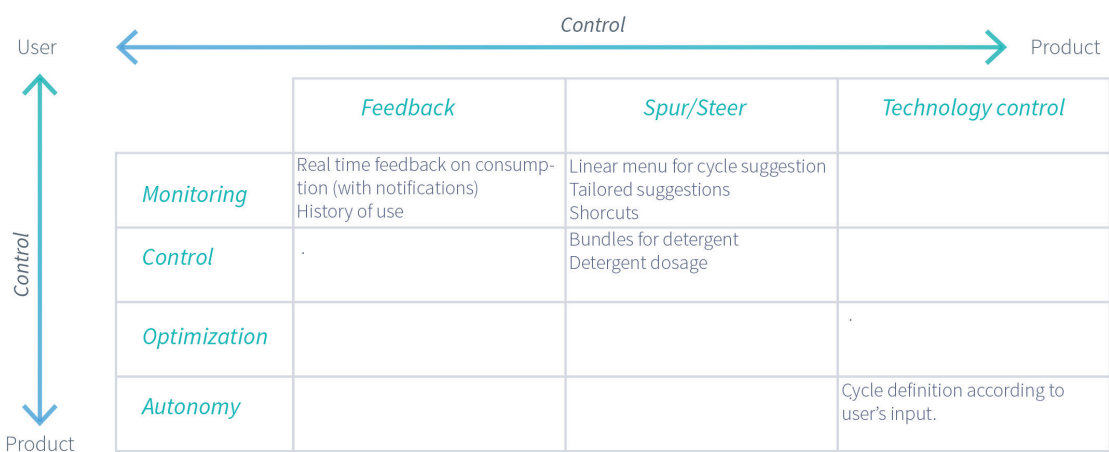 Control
User
Product
Feedback
Spur/Steer
Technology control
Monitoring
Real time feedback on consump-
tion (with notifications)
History of use
Linear menu for cycle suggestion
Tailored suggestions
Shorcuts
Control
Control
.
Bundles for detergent
Detergent dosage
Optimization
.
Autonomy
Cycle definition according to
user's input.
Product